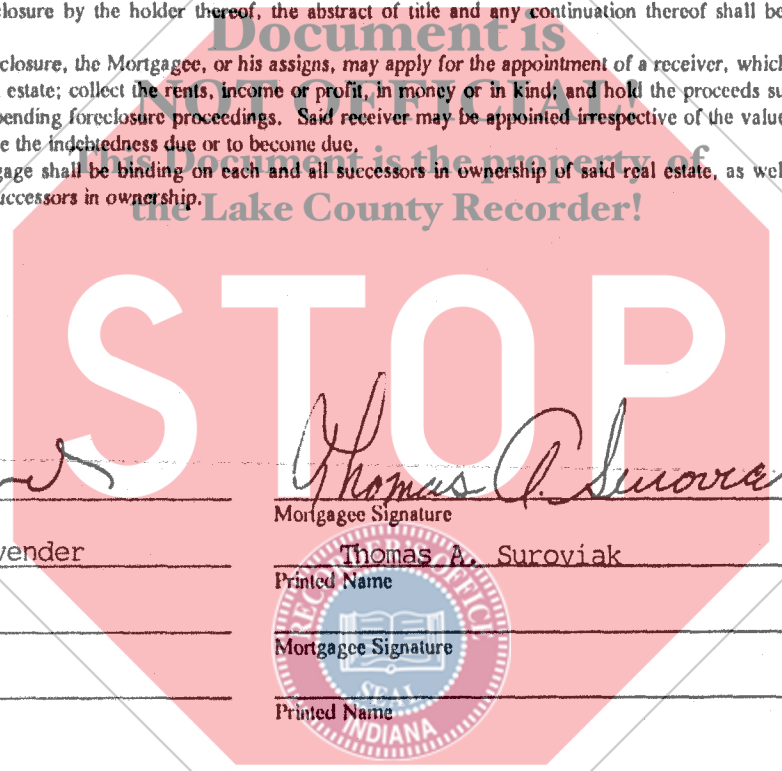 closure by the holder thereof, the abstract of title and any continuation thereof shall be
Document is
closure, the Mortgagee, or his assigns, may apply for the appointment of a receiver, which
estate; collect the rents, income or profit, in money or in kind; and hold the proceeds su
NOT OFFICIAL!
pending foreclosure proceedings. Said receiver may be appointed irrespective of the value
e the indebtedness due or to become due.
This Document is the property of
gage shall be binding on each and all successors in ownership of said real estate, as well
uccessors in ownership.
the Lake County Recorder!
STOP
Thomas A. Surovia
Mortgagee Signature
vender
Thomas A. Suroviak
Printed Name
Mortgagee Signature
Printed Name
RECORDER'S OFFICE
SEAL
INDIANA